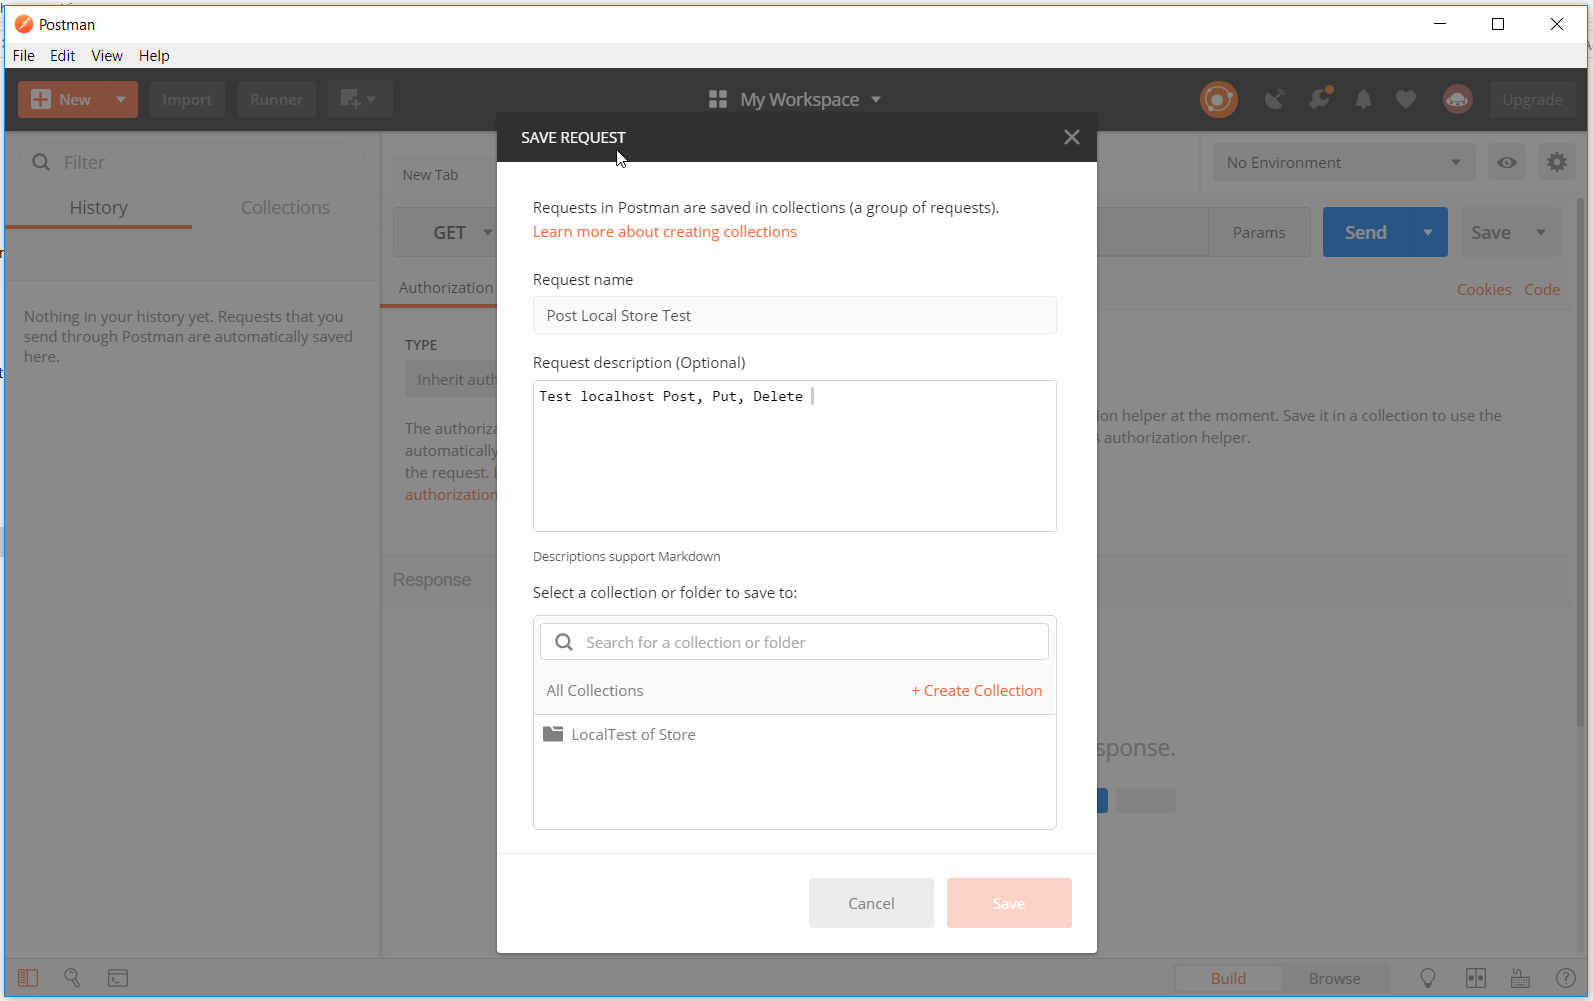 Postman
File Edit View Help
New Import Runner My Workspace Upgrade
SAVE REQUEST
Filter
New Tab
No Environment
History Collections
GET
Params Send Save
Authorization
Cookies Code
Nothing in your history yet. Requests that you
send through Postman are automatically saved
here.
TYPE
Inherit auth
The authoriza
automatically
the request.
authorization
ion helper at the moment. Save it in a collection to use the
s authorization helper.
Response
sponse.
Requests in Postman are saved in collections (a group of requests).
Learn more about creating collections
Request name
Post Local Store Test
Request description (Optional)
Test localhost Post, Put, Delete
Descriptions support Markdown
Select a collection or folder to save to:
Search for a collection or folder
All Collections + Create Collection
LocalTest of Store
Cancel Save
Build Browse